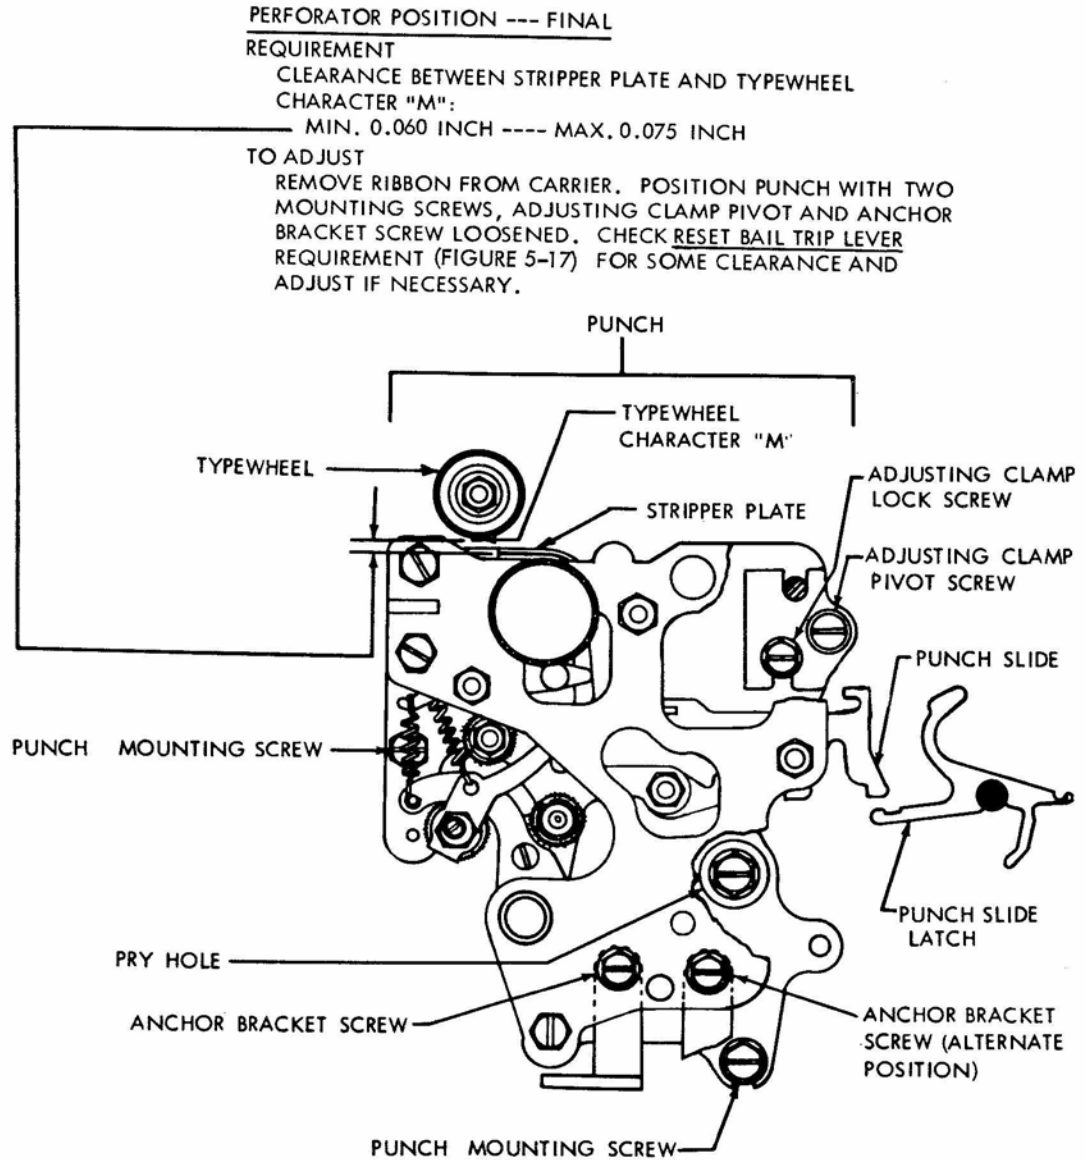 PERFORATOR POSITION --- FINAL
REQUIREMENT
CLEARANCE BETWEEN STRIPPER PLATE AND TYPEWHEEL
CHARACTER "M":
MIN. 0.060 INCH ---- MAX. 0.075 INCH
TO ADJUST
REMOVE RIBBON FROM CARRIER. POSITION PUNCH WITH TWO
MOUNTING SCREWS, ADJUSTING CLAMP PIVOT AND ANCHOR
BRACKET SCREW LOOSENED. CHECK RESET BAIL TRIP LEVER
REQUIREMENT (FIGURE 5-17) FOR SOME CLEARANCE AND
ADJUST IF NECESSARY.
PUNCH
TYPEWHEEL
CHARACTER "M"
TYPEWHEEL
ADJUSTING CLAMP
LOCK SCREW
STRIPPER PLATE
ADJUSTING CLAMP
PIVOT SCREW
PUNCH SLIDE
PUNCH MOUNTING SCREW
PUNCH SLIDE
LATCH
PRY HOLE
ANCHOR BRACKET SCREW
ANCHOR BRACKET
SCREW (ALTERNATE
POSITION)
PUNCH MOUNTING SCREW